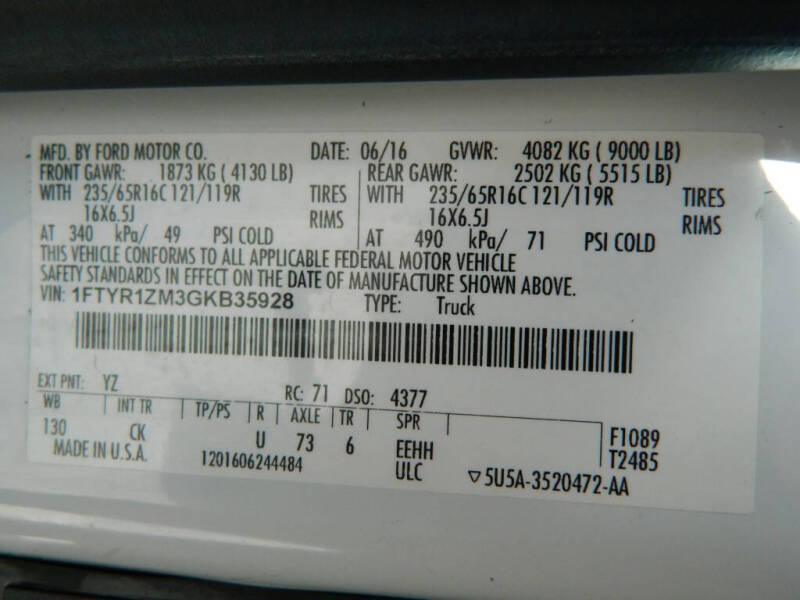 MFD. BY FORD MOTOR CO. DATE: 06/16 GVWR: 4082 KG ( 9000 LB)
FRONT GAWR: 1873 KG ( 4130 LB) REAR GAWR: 2502 KG ( 5515 LB)
WITH 235/65R16C 121/119R TIRES WITH 235/65R16C 121/119R TIRES
16X6.5J RIMS 16X6.5J RIMS
AT 340 kPa/ 49 PSI COLD AT 490 kPa/ 71 PSI COLD
THIS VEHICLE CONFORMS TO ALL APPLICABLE FEDERAL MOTOR VEHICLE
SAFETY STANDARDS IN EFFECT ON THE DATE OF MANUFACTURE SHOWN ABOVE.
VIN: 1FTYR1ZM3GKB35928 TYPE: Truck
EXT PNT: YZ RC: 71 DSO: 4377
WB INT TR TP/PS R AXLE TR SPR
130 CK U 73 6 EEHH F1089
MADE IN U.S.A. 1201606244484 ULC T2485
▽5U5A-3520472-AA